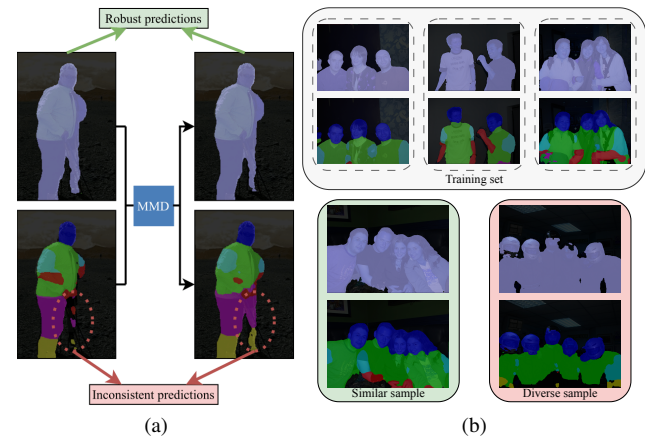 Robust predictions
MMD
Inconsistent predictions
(a)
Training set
Similar sample
Diverse sample
(b)